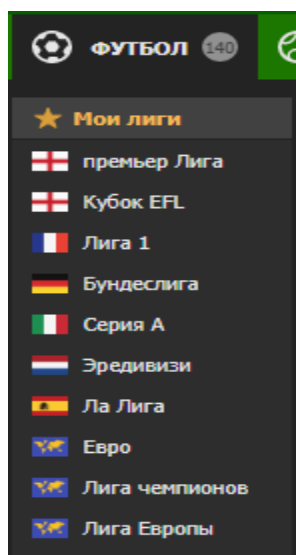 ФУТБОЛ 140
Мои лиги
премьер Лига
Кубок EFL
Лига 1
Бундеслига
Серия А
Эредивизи
Ла Лига
Евро
Лига чемпионов
Лига Европы